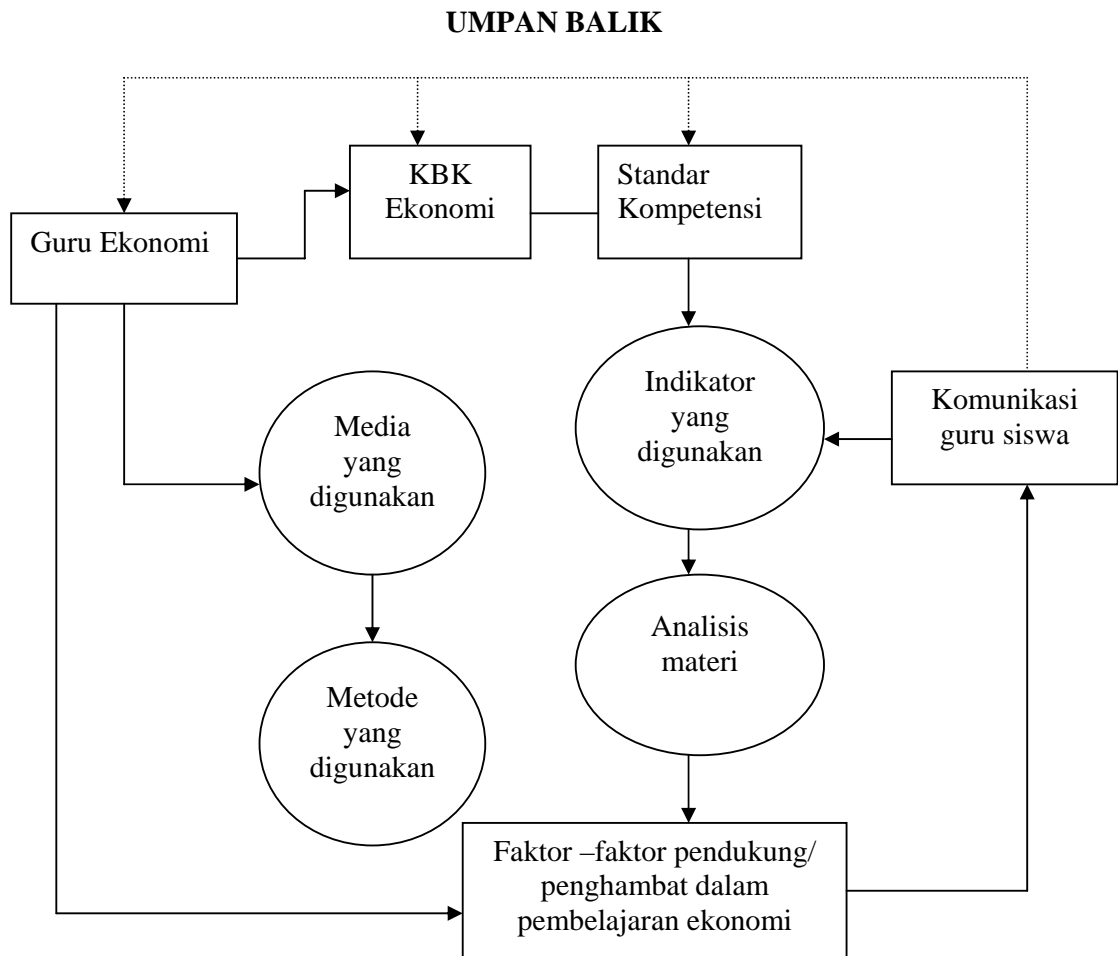 UMPAN BALIK
KBK
Ekonomi
Standar
Kompetensi
Guru Ekonomi
Indikator
yang
digunakan
Komunikasi
guru siswa
Media
yang
digunakan
Analisis
materi
Metode
yang
digunakan
Faktor –faktor pendukung/
penghambat dalam
pembelajaran ekonomi